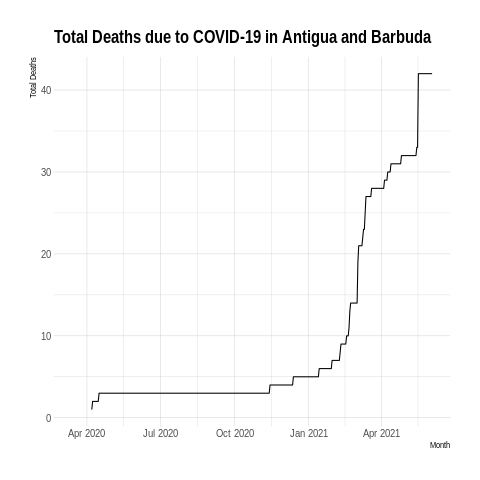 Total Deaths due to COVID-19 in Antigua and Barbuda
Total Deaths
40
30
20
10
0
Apr 2020 Jul 2020 Oct 2020 Jan 2021 Apr 2021
Month